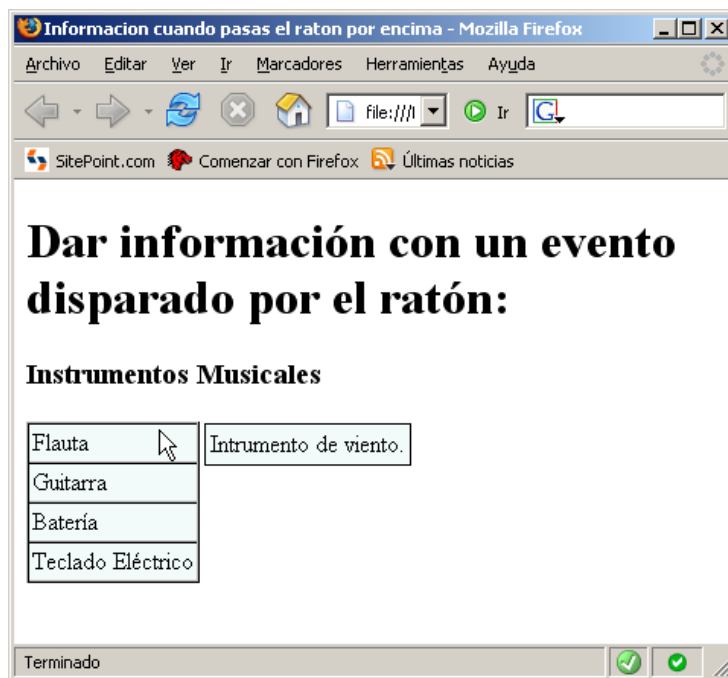 Informacion cuando pasas el raton por encima - Mozilla Firefox
Archivo Editar Ver Ir Marcadores Herramientas Ayuda
file:///I Ir G
SitePoint.com Comenzar con Firefox Últimas noticias
Dar información con un evento
disparado por el ratón:
Instrumentos Musicales
Flauta Intrumento de viento.
Guitarra
Batería
Teclado Eléctrico
Terminado